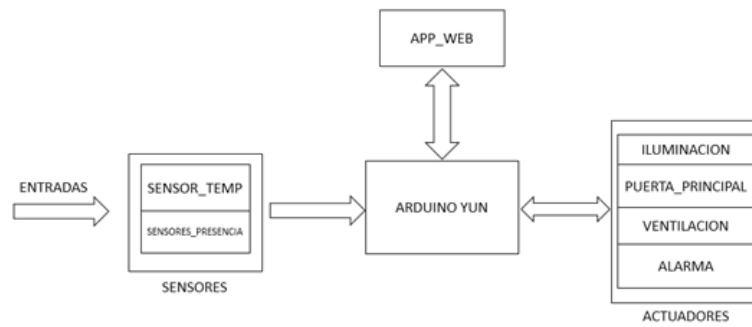 APP_WEB
ENTRADAS
SENSOR_TEMP
SENSORES_PRESENCIA
SENSORES
ARDUINO YUN
ILUMINACION
PUERTA_PRINCIPAL
VENTILACION
ALARMA
ACTUADORES